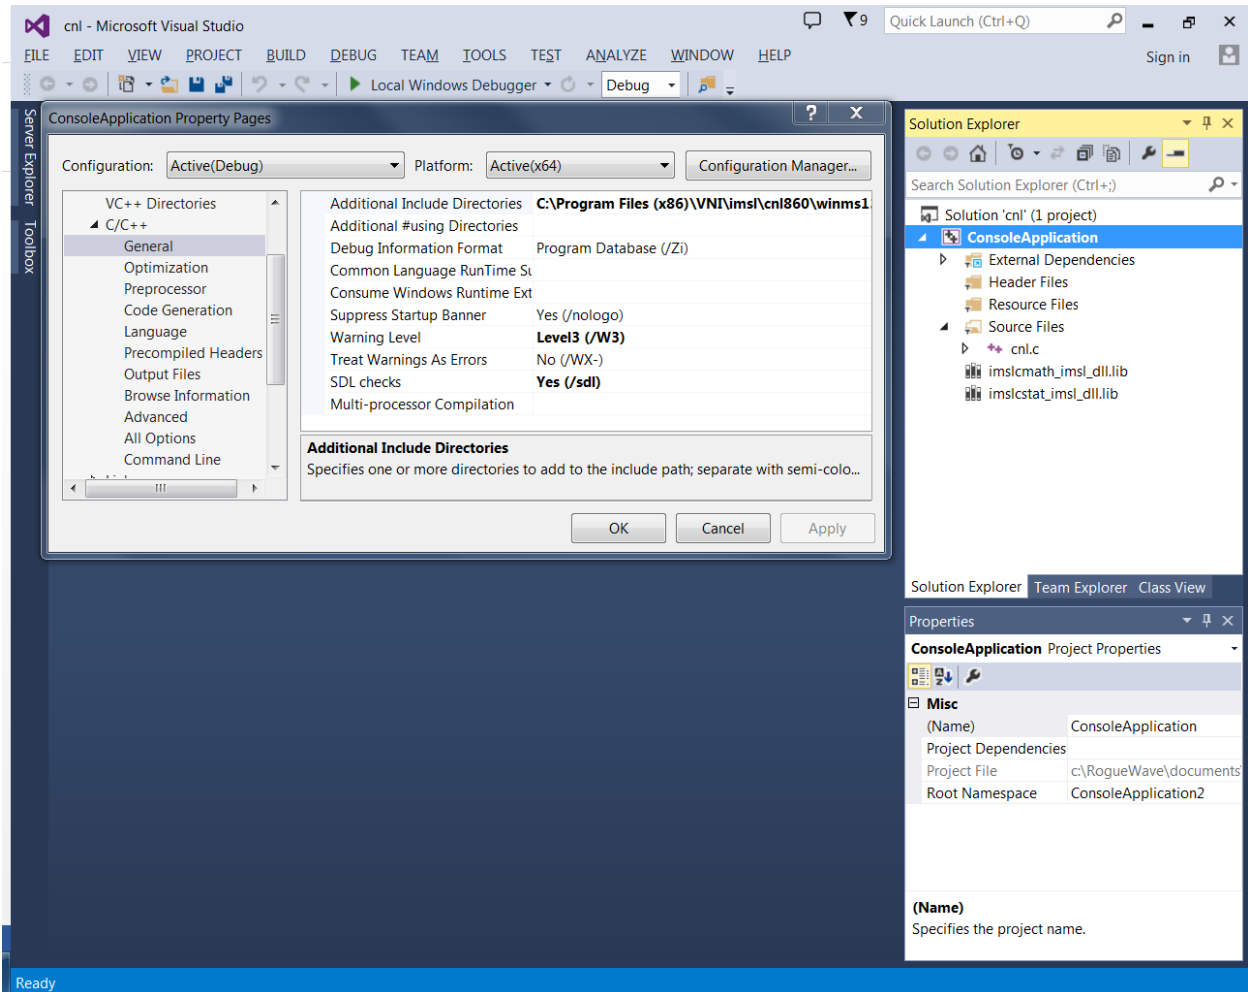 cnl - Microsoft Visual Studio
9
Quick Launch (Ctrl+Q)
FILE EDIT VIEW PROJECT BUILD DEBUG TEAM TOOLS TEST ANALYZE WINDOW HELP
Sign in
Local Windows Debugger
Debug
Server Explorer
Toolbox
ConsoleApplication Property Pages
Configuration: Active(Debug) Platform: Active(x64) Configuration Manager...
VC++ Directories
C/C++
General
Optimization
Preprocessor
Code Generation
Language
Precompiled Headers
Output Files
Browse Information
Advanced
All Options
Command Line
Additional Include Directories C:\Program Files (x86)\VNI\imsl\cnl860\winms1
Additional #using Directories
Debug Information Format Program Database (/Zi)
Common Language RunTime Su
Consume Windows Runtime Ext
Suppress Startup Banner Yes (/nologo)
Warning Level Level3 (/W3)
Treat Warnings As Errors No (/WX-)
SDL checks Yes (/sdl)
Multi-processor Compilation
Additional Include Directories
Specifies one or more directories to add to the include path; separate with semi-colo...
OK Cancel Apply
Solution Explorer
Search Solution Explorer (Ctrl+;)
Solution 'cnl' (1 project)
ConsoleApplication
External Dependencies
Header Files
Resource Files
Source Files
cnl.c
imslcmath_imsl_dll.lib
imslcstat_imsl_dll.lib
Solution Explorer Team Explorer Class View
Properties
ConsoleApplication Project Properties
Misc
(Name) ConsoleApplication
Project Dependencies
Project File c:\RogueWave\documents
Root Namespace ConsoleApplication2
(Name)
Specifies the project name.
Ready